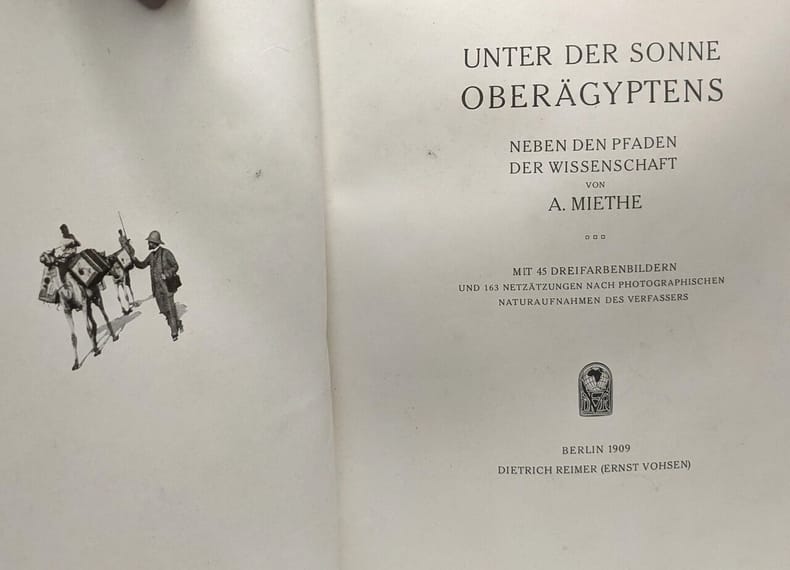 UNTER DER SONNE
OBERÄGYPTENS
NEBEN DEN PFADEN
DER WISSENSCHAFT
VON
A. MIETHE
MIT 45 DREIFARBENBILDERN
UND 163 NETZÄTZUNGEN NACH PHOTOGRAPHISCHEN
NATURAUFNAHMEN DES VERFASSERS
BERLIN 1909
DIETRICH REIMER (ERNST VOHSEN)